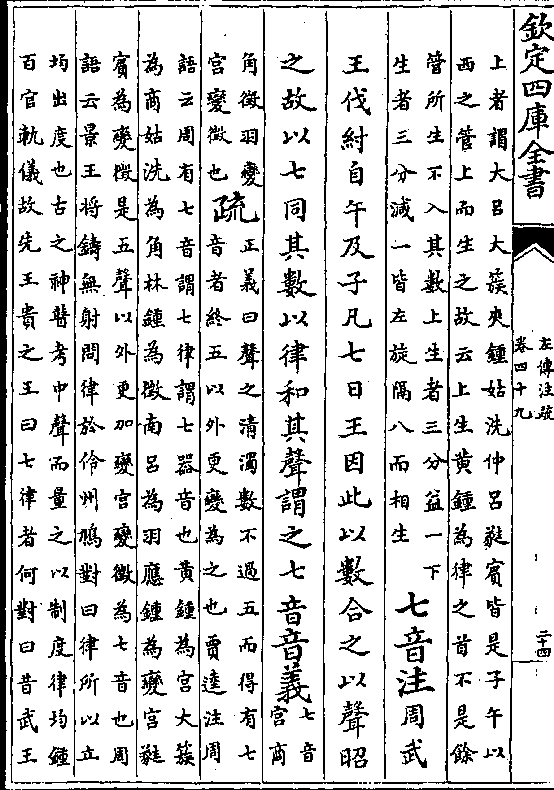 欽定四庫全書
左傳注疏
卷四十九
二十四
上者謂大呂大蔟夾鍾姑洗仲呂蕤賓皆是子午以
西之管上而生之故云上生黄鍾為律之首不是餘
管所生不入其數上生者三分益一下
生者三分減一皆左旋隔八而相生
七音注周武
王伐紂自午及子凡七日王因此以數合之以聲昭
之故以七同其數以律和其聲謂之七音音義
七音
宮商
角徵羽變
宮變徵也
疏
正義曰聲之清濁數不過五而得有七
音者終五以外更變為之也賈逵注周
語云周有七音謂七律謂七器音也黄鍾為宮大蔟
為商姑洗為角林鍾為徵南呂為羽應鍾為變宮蕤
賓為變徵是五聲以外更加變宮變徵為七音也周
語云景王将鑄無射問律於伶州鳩對曰律所以立
均出度也古之神瞽考中聲而量之以制度律均鍾
百官軌儀故先王貴之王曰七律者何對曰昔武王